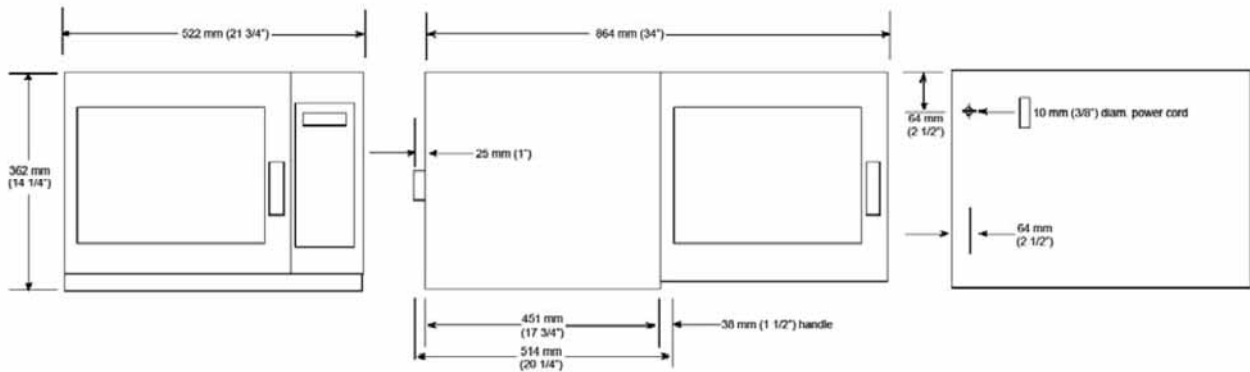 522 mm (21 3/4")
864 mm (34")
64 mm
(2 1/2")
10 mm (3/8") diam. power cord
25 mm (1")
362 mm
(14 1/4")
64 mm
(2 1/2")
451 mm
(17 3/4")
38 mm (1 1/2") handle
514 mm
(20 1/4")